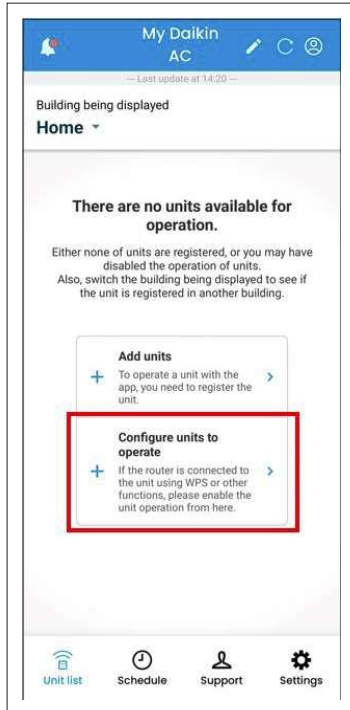 My Daikin
AC
— Last update at 14:20 —
Building being displayed
Home
There are no units available for
operation.
Either none of units are registered, or you may have
disabled the operation of units.
Also, switch the building being displayed to see if
the unit is registered in another building.
Add units
To operate a unit with the
app, you need to register the
unit.
Configure units to
operate
If the router is connected to
the unit using WPS or other
functions, please enable the
unit operation from here.
Unit list Schedule Support Settings